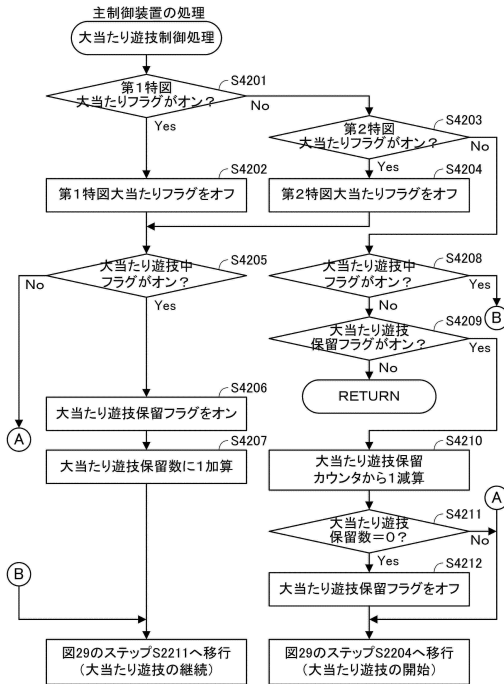 主制御装置の処理
大当たり遊技制御処理
S4201
第1特図
大当たりフラグがオン？
No
Yes
S4203
第2特図
大当たりフラグがオン？
No
Yes
S4202
第1特図大当たりフラグをオフ
S4204
第2特図大当たりフラグをオフ
S4205
大当たり遊技中
フラグがオン？
No
Yes
S4208
大当たり遊技中
フラグがオン？
Yes
No
B
S4209
大当たり遊技
保留フラグがオン？
Yes
No
RETURN
S4206
大当たり遊技保留フラグをオン
A
S4207
大当たり遊技保留数に1加算
S4210
大当たり遊技保留
カウンタから1減算
A
S4211
大当たり遊技
保留数＝0？
No
Yes
S4212
大当たり遊技保留フラグをオフ
B
図29のステップS2211へ移行
（大当たり遊技の継続）
図29のステップS2204へ移行
（大当たり遊技の開始）